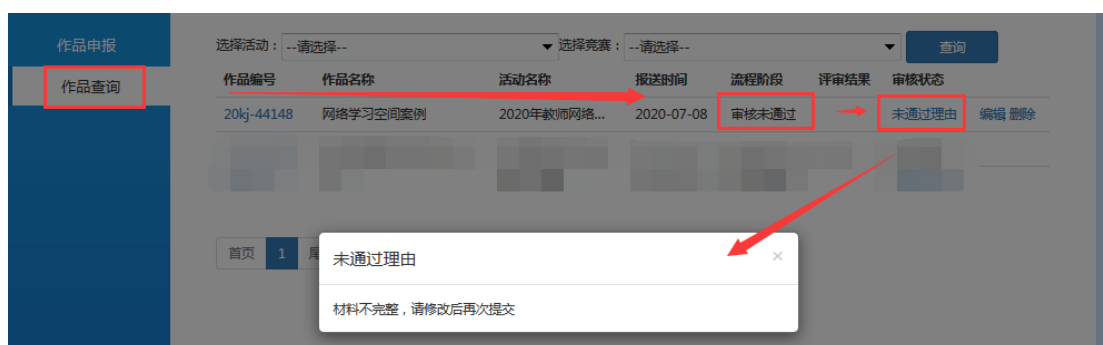 作品申报
作品查询
选择活动：--请选择-- 选择竞赛：--请选择-- 查询
作品编号 作品名称 活动名称 报送时间 流程阶段 评审结果 审核状态
20kj-44148 网络学习空间案例 2020年教师网络... 2020-07-08 审核未通过 未通过理由 编辑 删除
首页 1
未通过理由 ×
材料不完整，请修改后再次提交